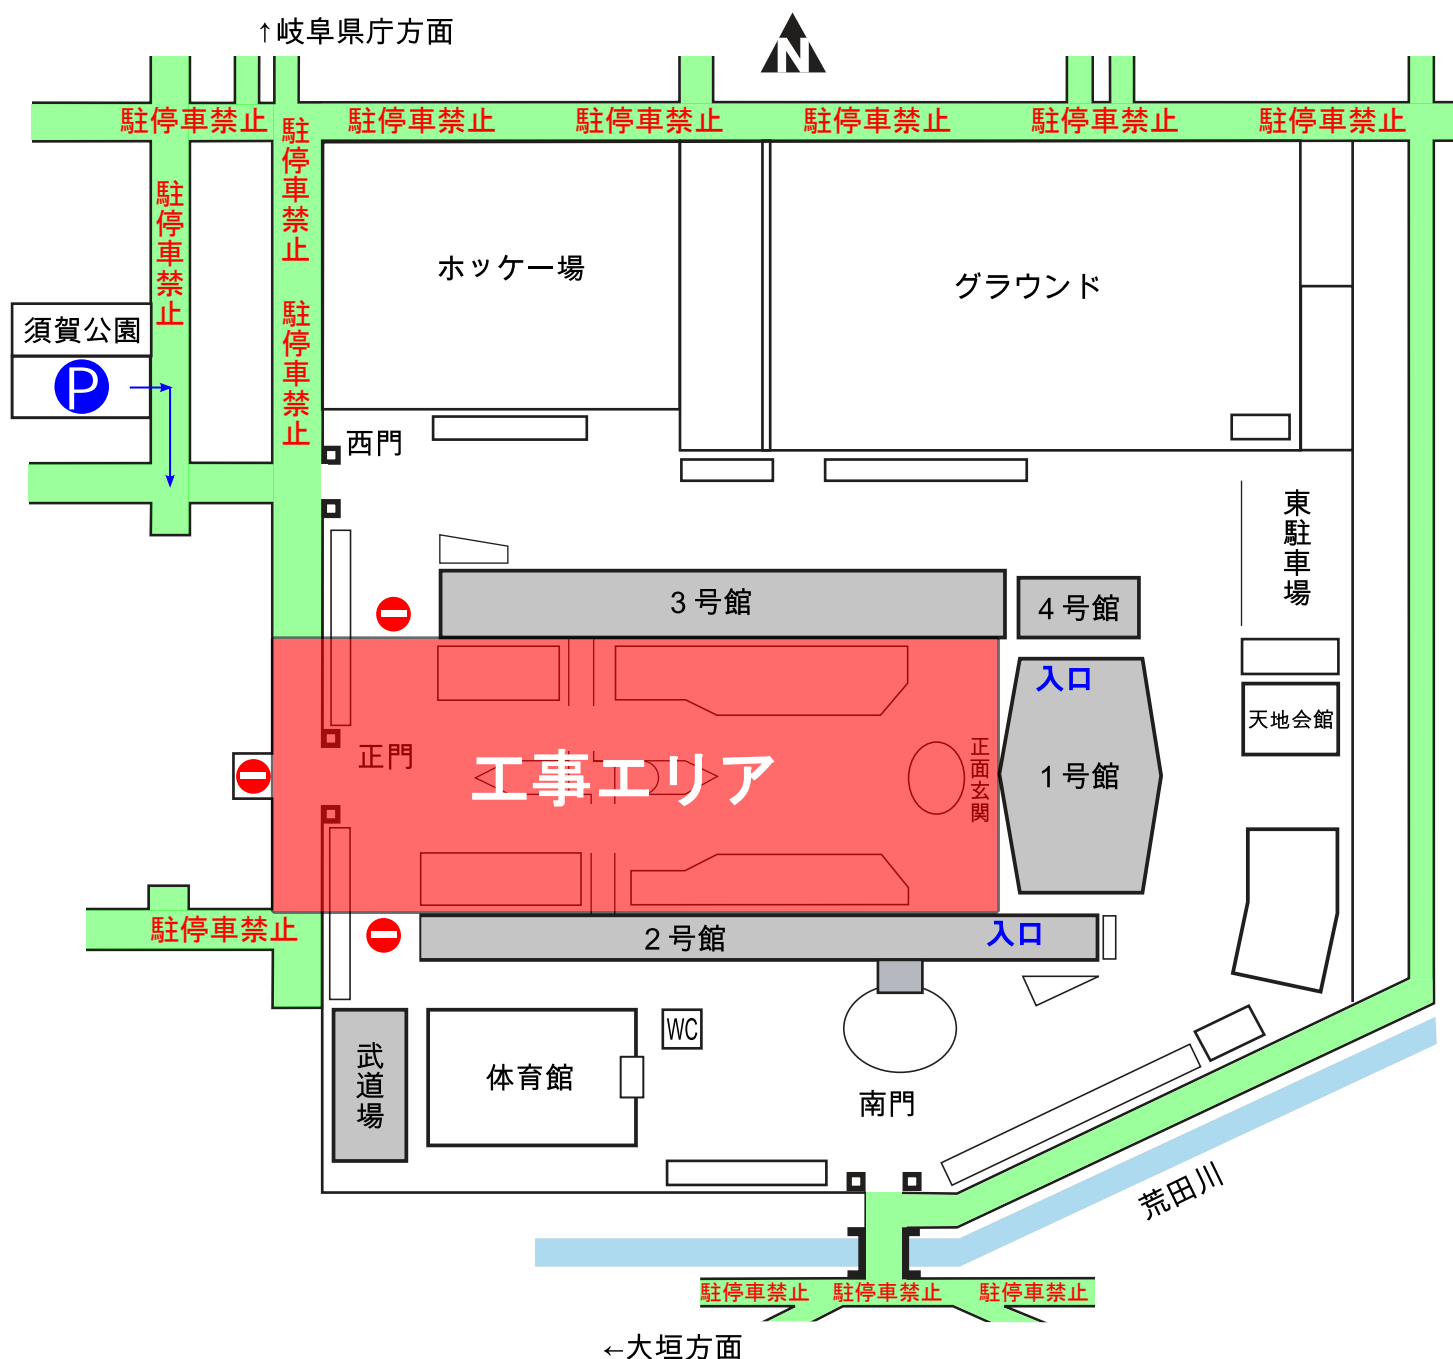 ↑岐阜県庁方面
N
駐停車禁止
駐停車禁止
駐停車禁止
駐停車禁止
駐停車禁止
駐停車禁止
駐停車禁止
駐停車禁止
駐停車禁止
ホッケー場
グラウンド
須賀公園
P
西門
東駐車場
3号館
4号館
入口
天地会館
正門
工事エリア
正面玄関
1号館
駐停車禁止
2号館
入口
武道場
体育館
WC
南門
荒田川
駐停車禁止
駐停車禁止
駐停車禁止
←大垣方面